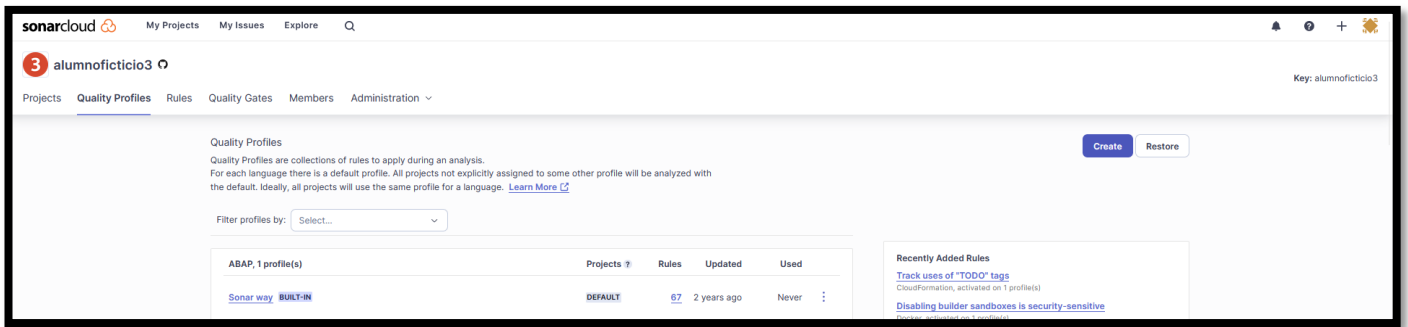 sonarcloud My Projects My Issues Explore
3 alumnoficticio3
Key: alumnoficticio3
Projects Quality Profiles Rules Quality Gates Members Administration
Quality Profiles
Create Restore
Quality Profiles are collections of rules to apply during an analysis.
For each language there is a default profile. All projects not explicitly assigned to some other profile will be analyzed with
the default. Ideally, all projects will use the same profile for a language. Learn More
Filter profiles by: Select...
ABAP, 1 profile(s) Projects ? Rules Updated Used
Sonar way BUILT-IN DEFAULT 67 2 years ago Never
Recently Added Rules
Track uses of "TODO" tags
CloudFormation, activated on 1 profile(s)
Disabling builder sandboxes is security-sensitive
Docker, activated on 1 profile(s)